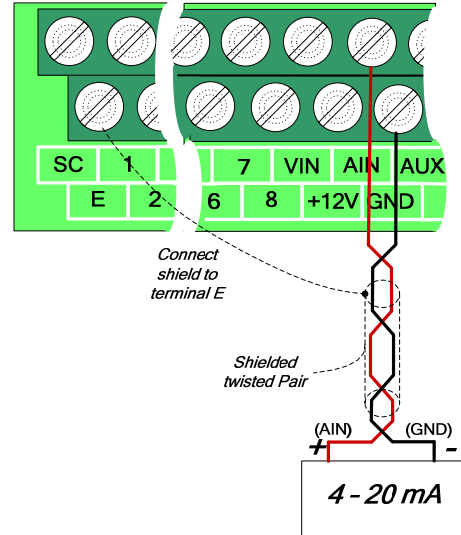 SC 1 7 VIN AIN AUX
E 2 6 8 +12V GND
Connect
shield to
terminal E
Shielded
twisted Pair
(AIN) (GND)
+ -
4 - 20 mA